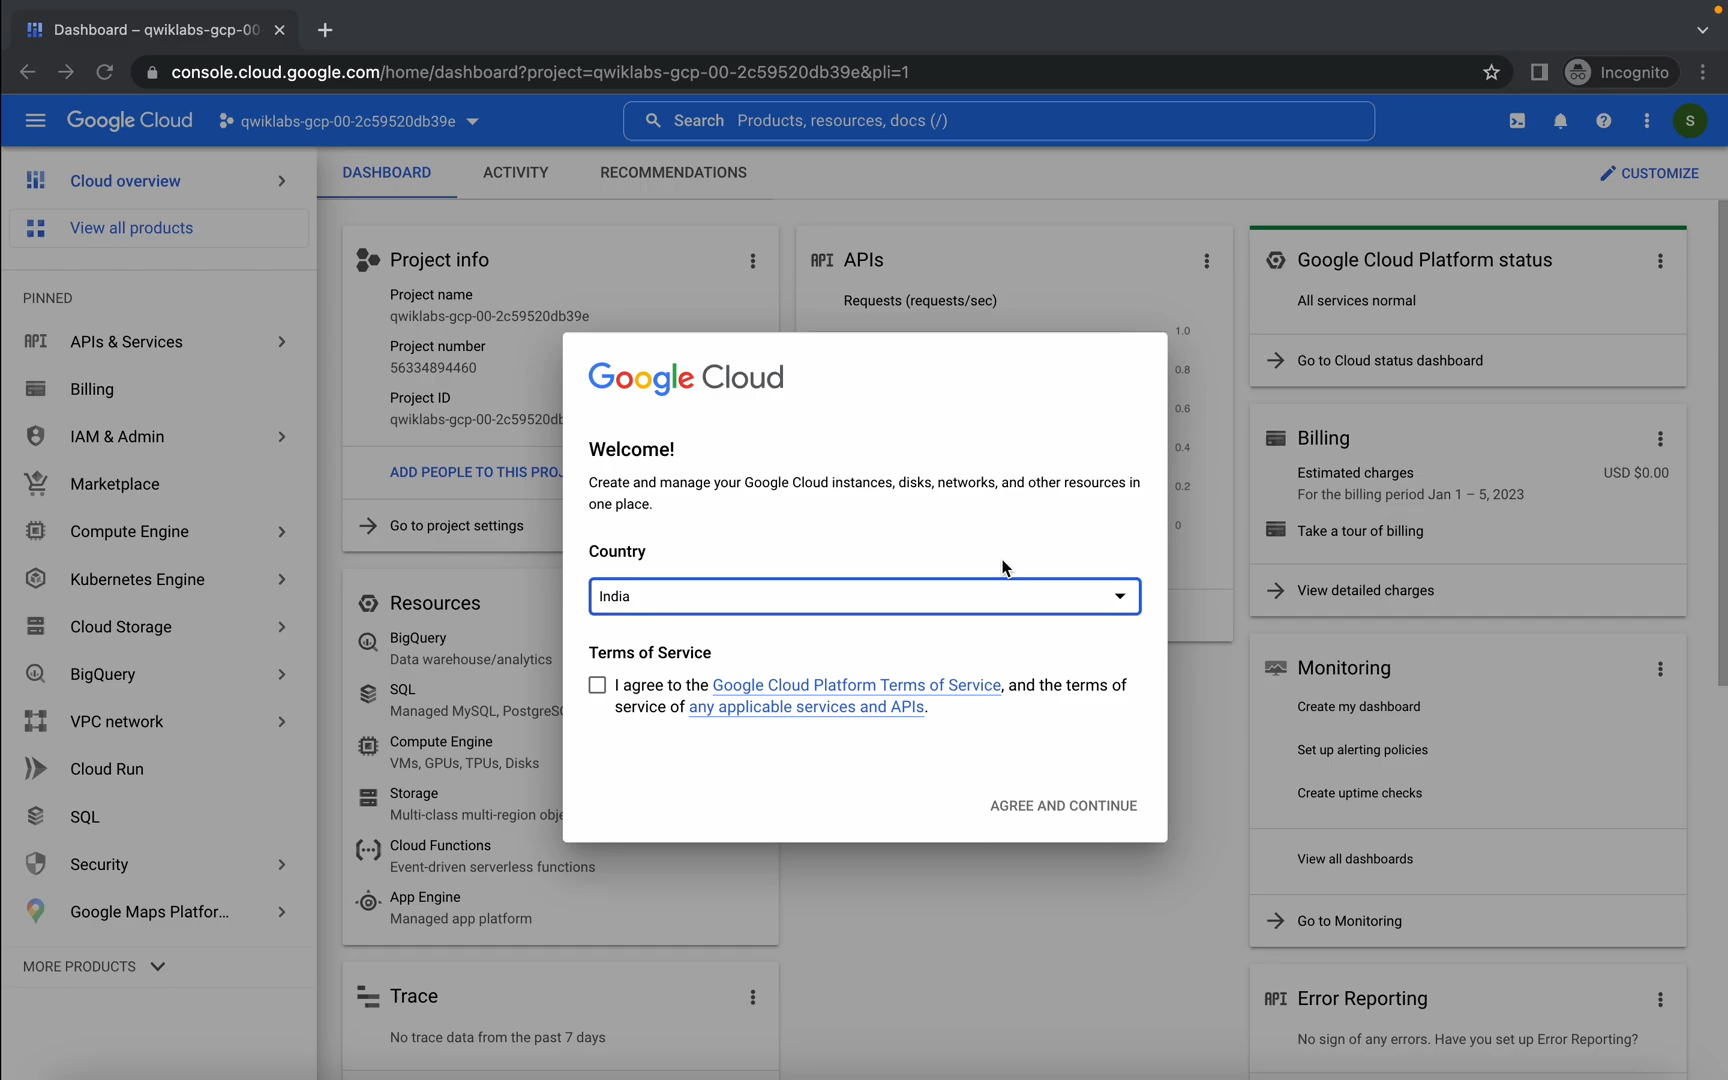 Dashboard – qwiklabs-gcp-00
console.cloud.google.com/home/dashboard?project=qwiklabs-gcp-00-2c59520db39e&pli=1
Incognito
Google Cloud
qwiklabs-gcp-00-2c59520db39e
Search Products, resources, docs (/)
S
Cloud overview
View all products
PINNED
API APIs & Services
Billing
IAM & Admin
Marketplace
Compute Engine
Kubernetes Engine
Cloud Storage
BigQuery
VPC network
Cloud Run
SQL
Security
Google Maps Platfor...
MORE PRODUCTS
DASHBOARD
ACTIVITY
RECOMMENDATIONS
CUSTOMIZE
Project info
Project name
qwiklabs-gcp-00-2c59520db39e
Project number
56334894460
Project ID
qwiklabs-gcp-00-2c59520db
ADD PEOPLE TO THIS PROJ
Go to project settings
Resources
BigQuery
Data warehouse/analytics
SQL
Managed MySQL, PostgreS
Compute Engine
VMs, GPUs, TPUs, Disks
Storage
Multi-class multi-region obje
Cloud Functions
Event-driven serverless functions
App Engine
Managed app platform
Trace
No trace data from the past 7 days
API APIs
Requests (requests/sec)
1.0
0.8
0.6
0.4
0.2
0
Google Cloud
Welcome!
Create and manage your Google Cloud instances, disks, networks, and other resources in
one place.
Country
India
Terms of Service
I agree to the Google Cloud Platform Terms of Service, and the terms of
service of any applicable services and APIs.
AGREE AND CONTINUE
Google Cloud Platform status
All services normal
Go to Cloud status dashboard
Billing
Estimated charges USD $0.00
For the billing period Jan 1 – 5, 2023
Take a tour of billing
View detailed charges
Monitoring
Create my dashboard
Set up alerting policies
Create uptime checks
View all dashboards
Go to Monitoring
API Error Reporting
No sign of any errors. Have you set up Error Reporting?